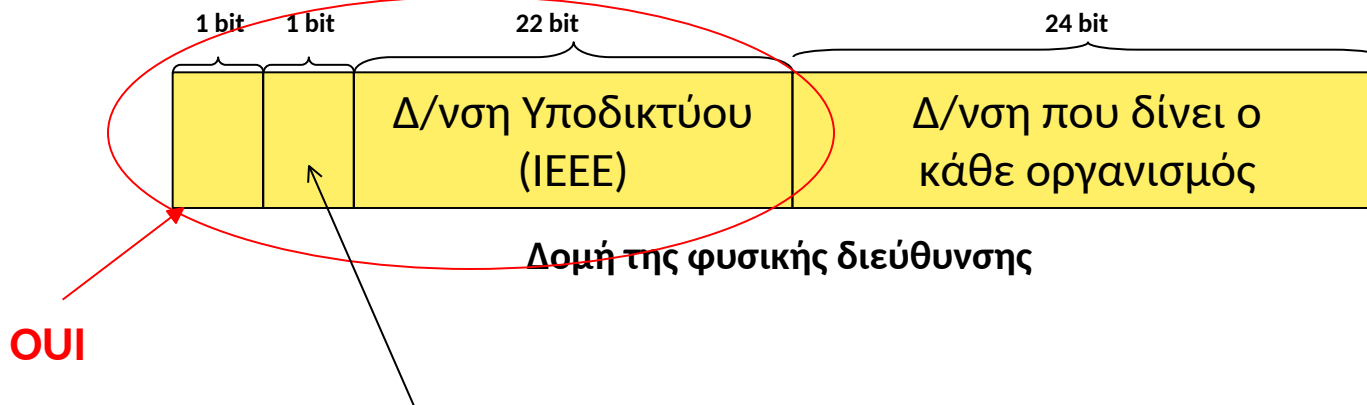 1 bit 1 bit 22 bit 24 bit
Δ/νση Υποδικτύου
(IEEE)
Δ/νση που δίνει ο
κάθε οργανισμός
Δομή της φυσικής διεύθυνσης
OUI